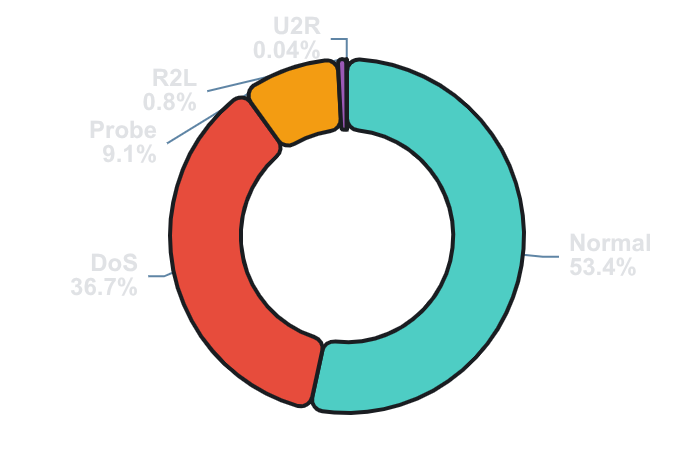 U2R
0.04%
R2L
0.8%
Probe
9.1%
Normal
53.4%
DoS
36.7%